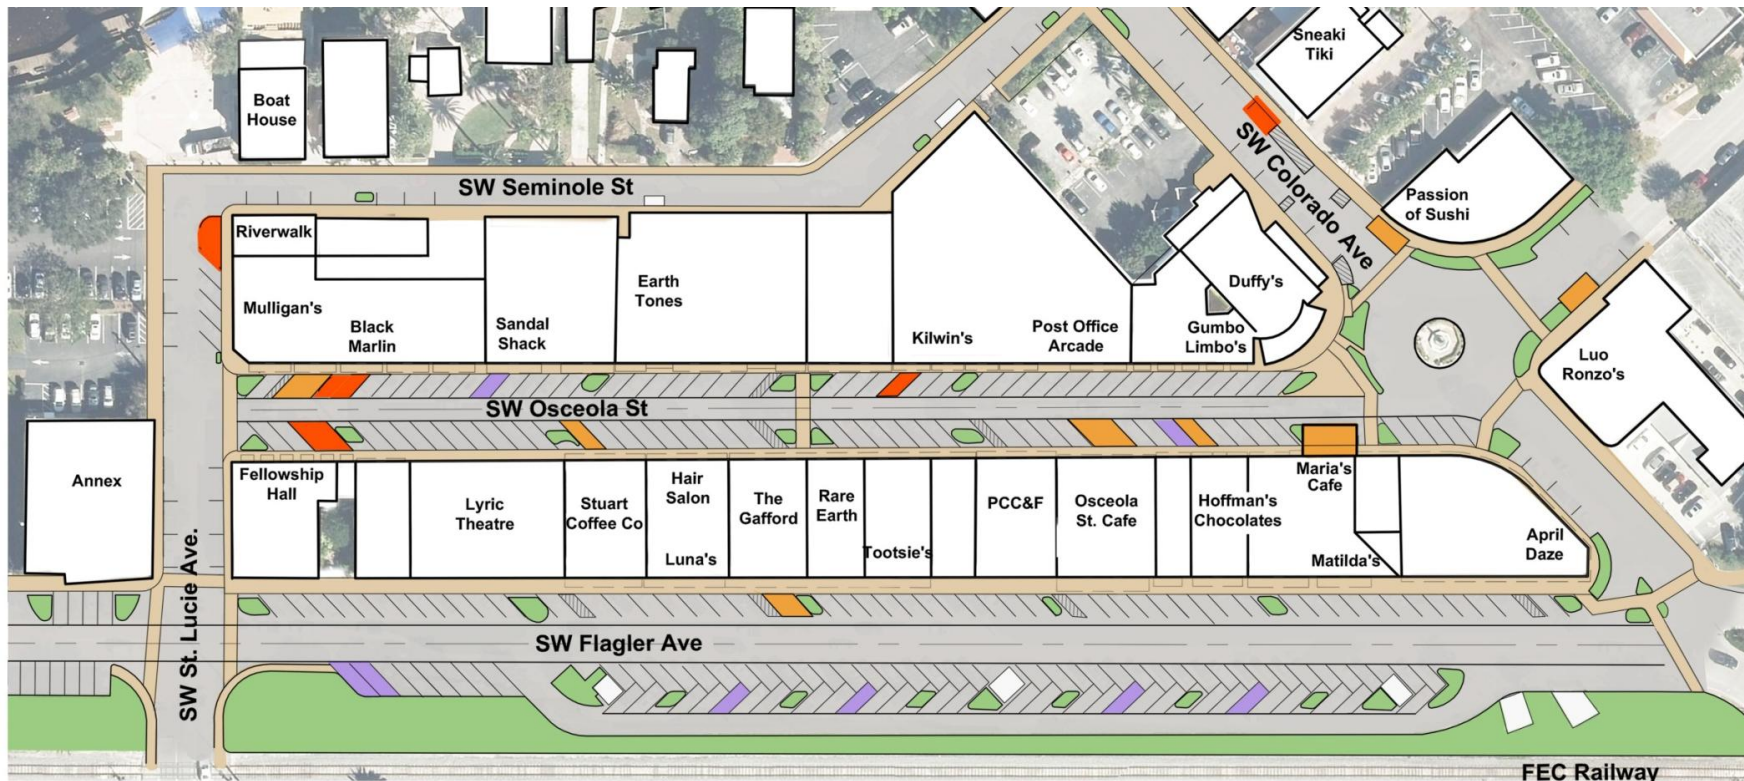 Sneaki
Tiki
Boat
House
SW Colorado Ave
SW Seminole St
Passion
of Sushi
Riverwalk
Mulligan's
Black
Marlin
Sandal
Shack
Earth
Tones
Kilwin's
Post Office
Arcade
Gumbo
Limbo's
Duffy's
Luo
Ronzo's
SW Osceola St
Annex
Fellowship
Hall
Lyric
Theatre
Stuart
Coffee Co
Hair
Salon
Luna's
The
Gafford
Rare
Earth
Tootsie's
PCC&F
Osceola
St. Cafe
Hoffman's
Chocolates
Maria's
Cafe
Matilda's
April
Daze
SW St. Lucie Ave.
SW Flagler Ave
FEC Railway